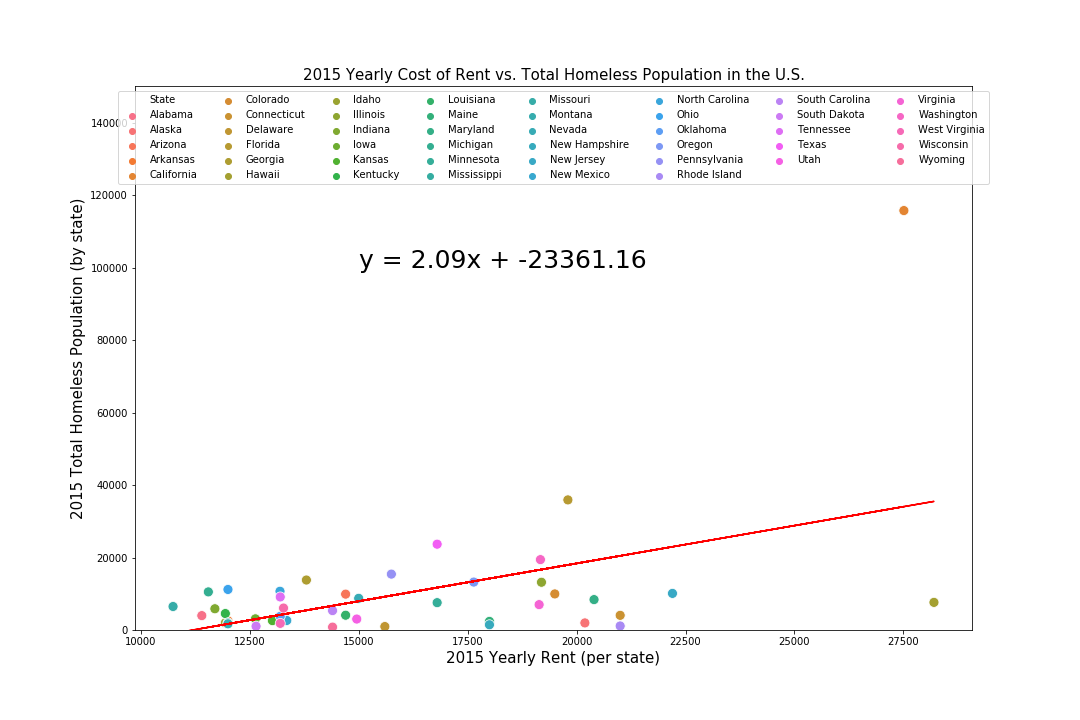 2015 Yearly Cost of Rent vs. Total Homeless Population in the U.S.
State Colorado Idaho Louisiana Missouri North Carolina South Carolina Virginia
Alabama Connecticut Illinois Maine Montana Ohio South Dakota Washington
Alaska Delaware Indiana Maryland Nevada Oklahoma Tennessee West Virginia
Arizona Florida Iowa Michigan New Hampshire Oregon Texas Wisconsin
Arkansas Georgia Kansas Minnesota New Jersey Pennsylvania Utah Wyoming
California Hawaii Kentucky Mississippi New Mexico Rhode Island
140000
120000
100000
80000
60000
40000
20000
0
y = 2.09x + -23361.16
2015 Total Homeless Population (by state)
10000 12500 15000 17500 20000 22500 25000 27500
2015 Yearly Rent (per state)